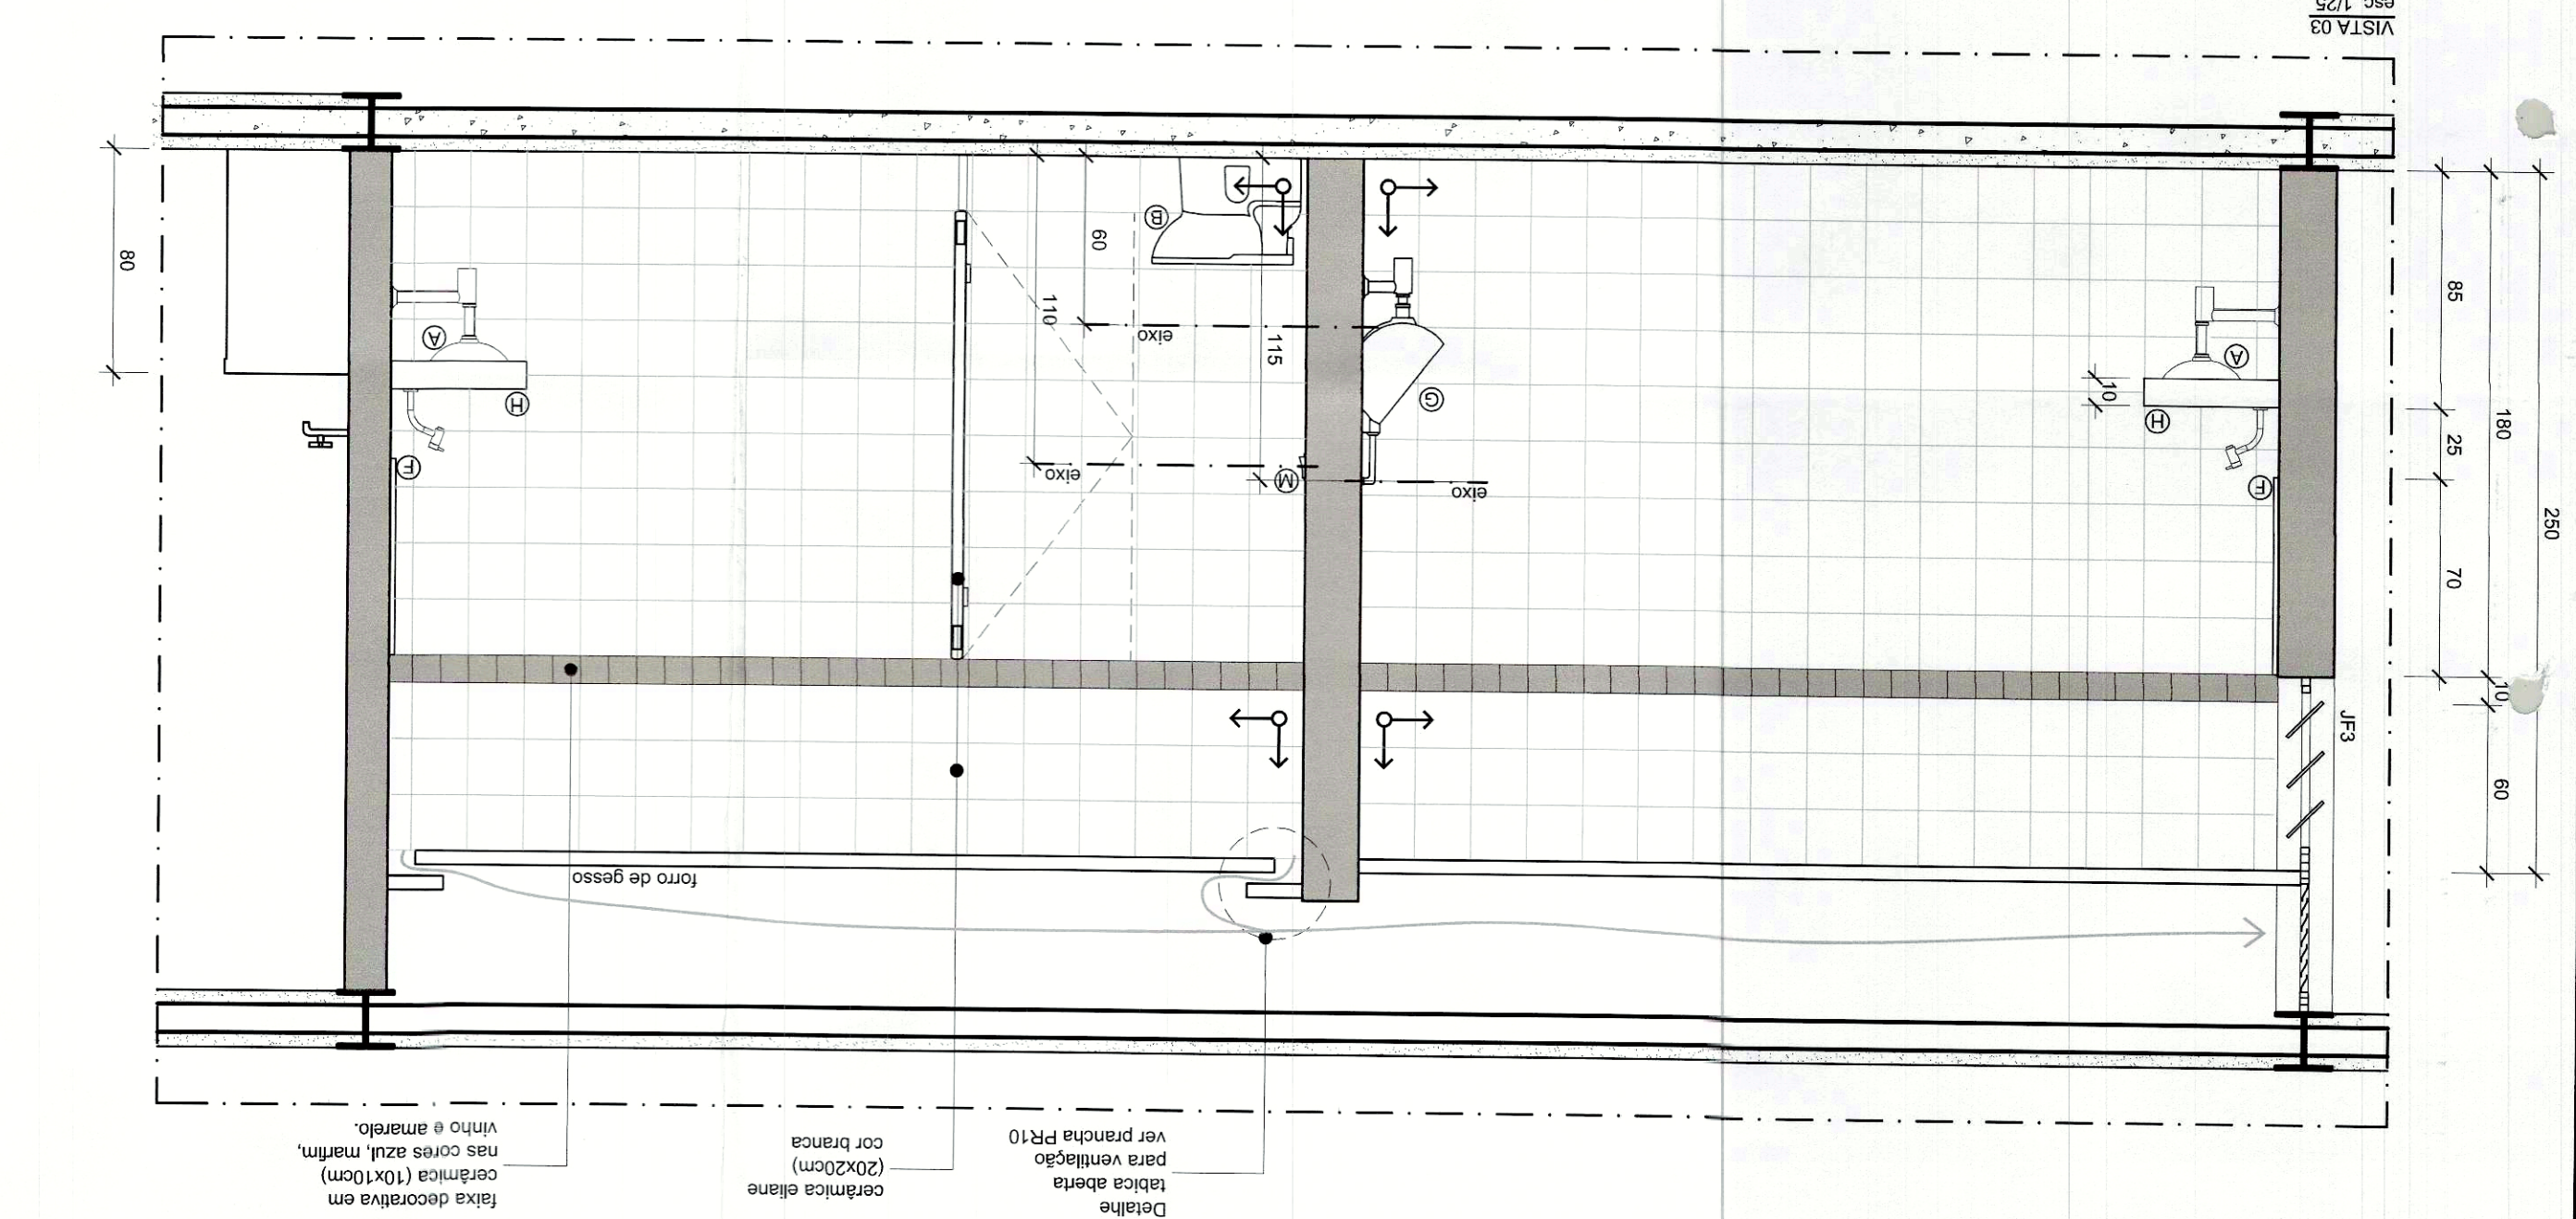 Detalhe
tabica aberta
para ventilação
ver prancha PR10
cerâmica eliane
(20x20cm)
cor branca
faixa decorativa em
cerâmica (10x10cm)
nas cores azul, marfim,
vinho e amarelo.
forro de gesso
60
JF3
10
70
250
F
eixo
M
eixo
F
25
180
H
10
G
H
A
115
eixo
110
A
85
B
60
80
VISTA 03
esc 1/25